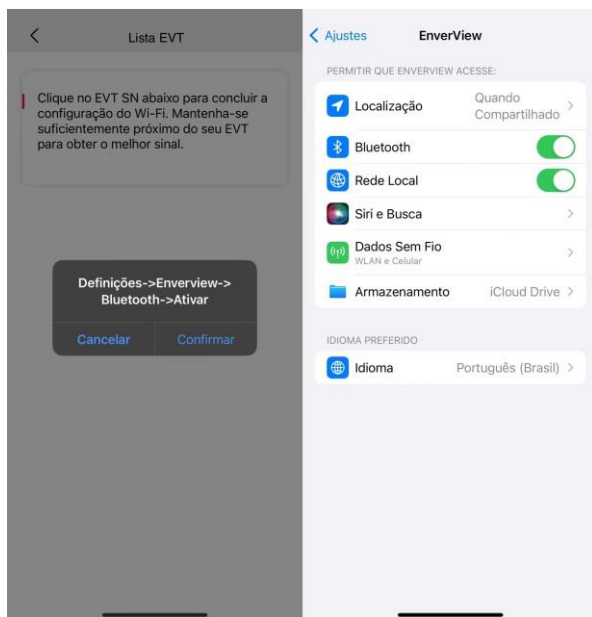 Lista EVT
Clique no EVT SN abaixo para concluir a
configuração do Wi-Fi. Mantenha-se
suficientemente próximo do seu EVT
para obter o melhor sinal.
Definições->Enverview->
Bluetooth->Ativar
Cancelar
Confirmar
Ajustes
EnverView
PERMITIR QUE ENVERVIEW ACESSE:
Localização
Quando
Compartilhado
Bluetooth
Rede Local
Siri e Busca
Dados Sem Fio
WLAN e Celular
Armazenamento
iCloud Drive
IDIOMA PREFERIDO
Idioma
Português (Brasil)